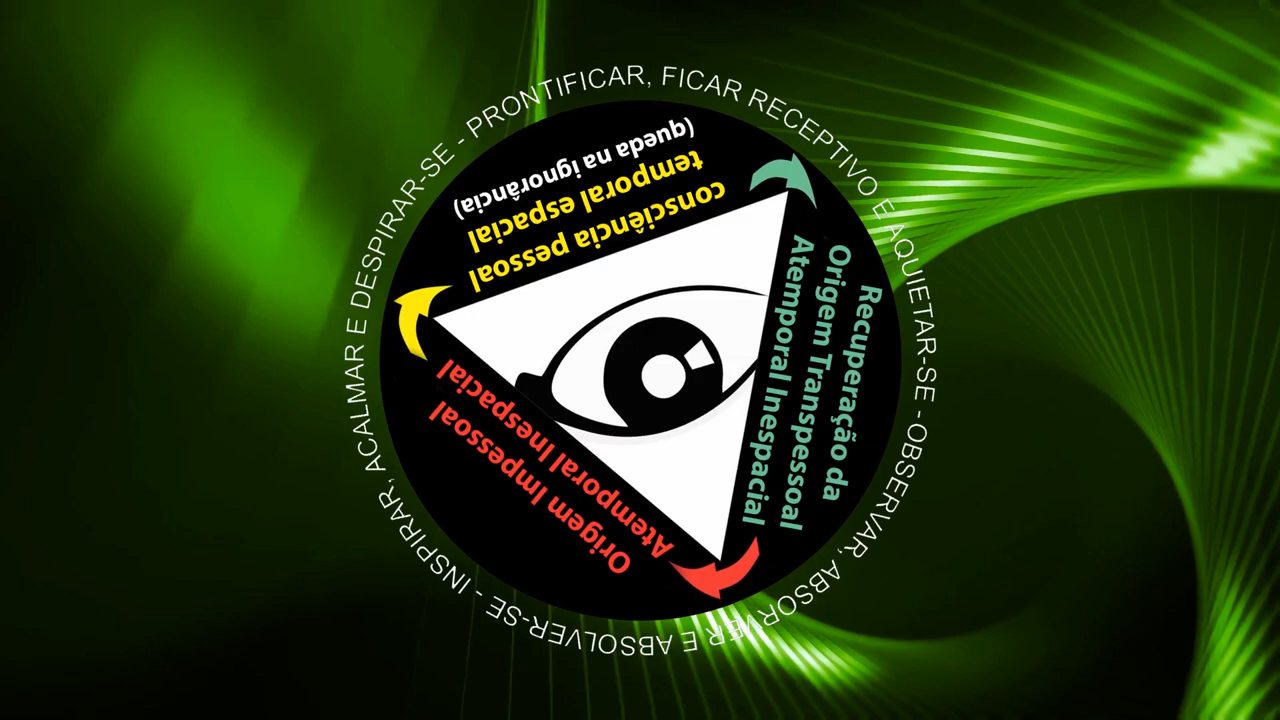 PRONTIFICAR, FICAR RECEPTIVO E AQUIETAR-SE - OBSERVAR, ABSORVER E ABSOLVER-SE - INSPIRAR, ACALMAR E DESPIRAR-SE -
consciência pessoal
temporal espacial
(queda na ignorância)
Recuperação da
Origem Transpessoal
Atemporal Inespacial
Origem Impessoal
Atemporal Inespacial